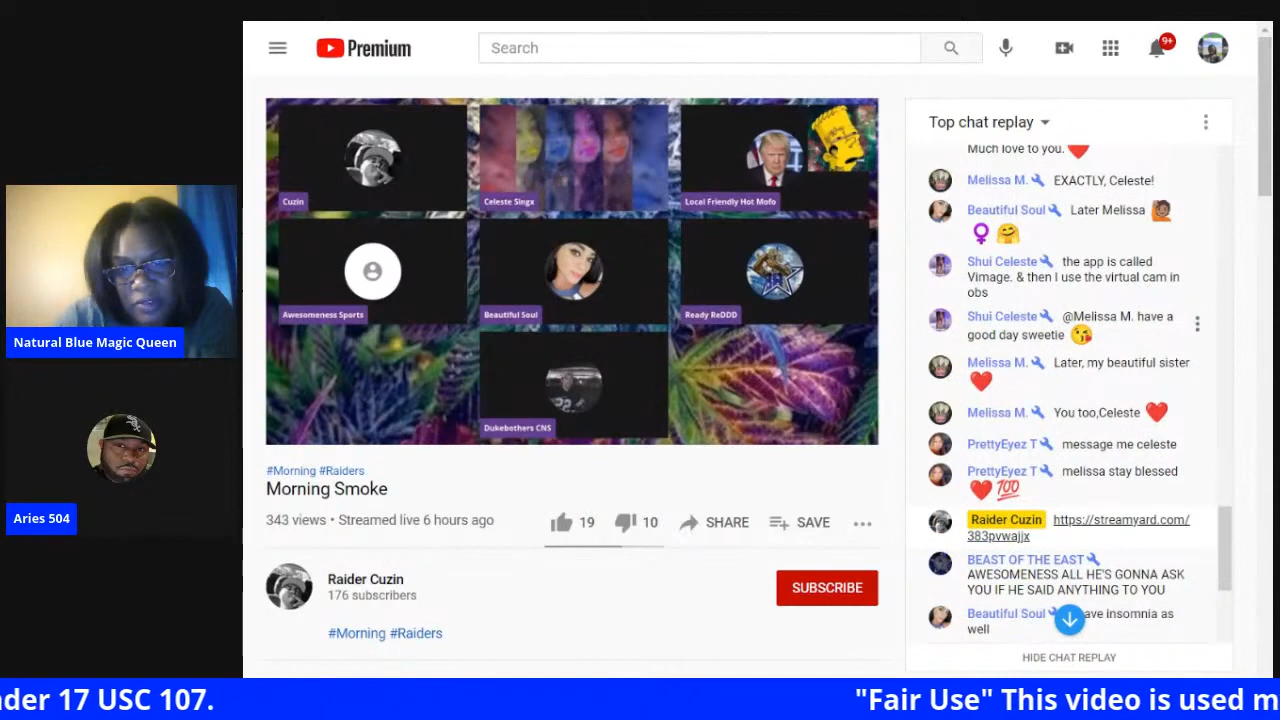 Premium
Search
9+
Top chat replay
Much love to you.
Melissa M. EXACTLY, Celeste!
Beautiful Soul Later Melissa
Shui Celeste the app is called
Vimage. & then I use the virtual cam in
obs
Shui Celeste @Melissa M. have a
good day sweetie
Melissa M. Later, my beautiful sister
Melissa M. You too,Celeste
PrettyEyez T message me celeste
PrettyEyez T melissa stay blessed
100
Raider Cuzin https://streamyard.com/
383pvwajjx
BEAST OF THE EAST
AWESOMENESS ALL HE'S GONNA ASK
YOU IF HE SAID ANYTHING TO YOU
Beautiful Soul ave insomnia as
well
HIDE CHAT REPLAY
Cuzin
Celeste Singx
Local Friendly Hot Mofo
Awesomeness Sports
Beautiful Soul
Ready ReDDD
22
Dukebothers CNS
#Morning #Raiders
Morning Smoke
343 views • Streamed live 6 hours ago
19
10
SHARE
SAVE
Raider Cuzin
176 subscribers
SUBSCRIBE
#Morning #Raiders
Natural Blue Magic Queen
Aries 504
der 17 USC 107.
"Fair Use" This video is used m